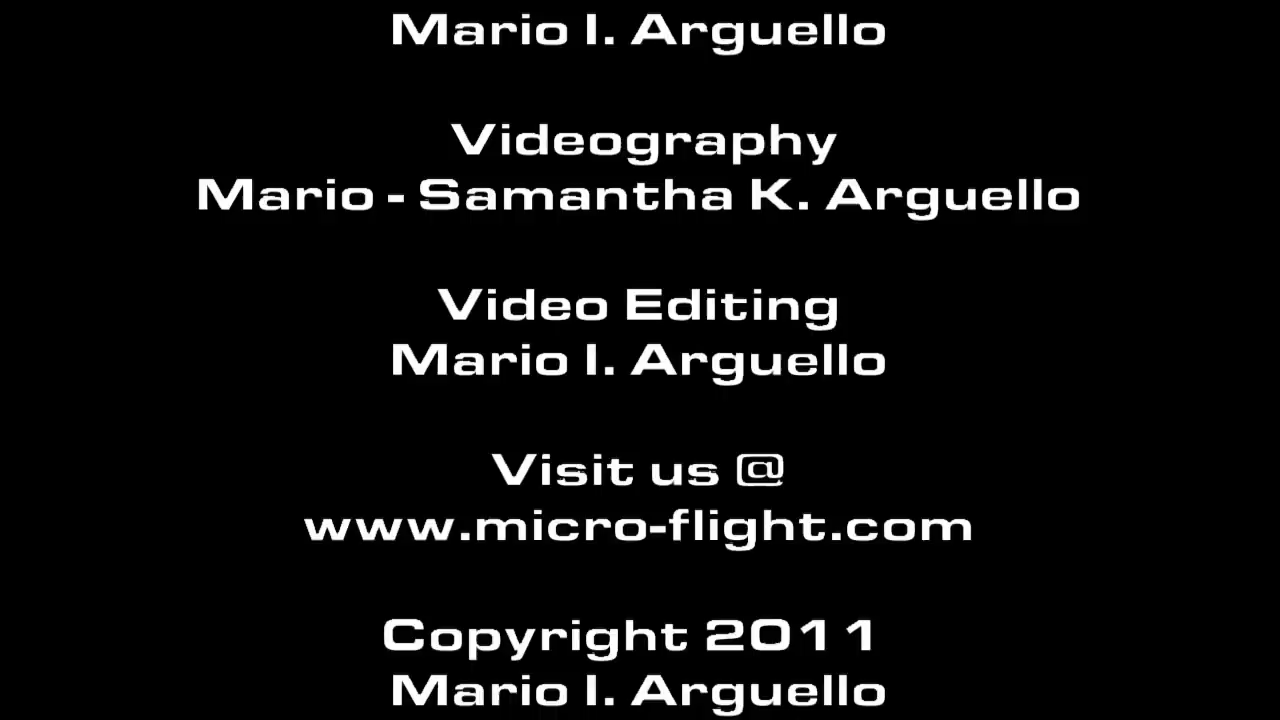 Mario I. Arguello
Videography
Mario - Samantha K. Arguello
Video Editing
Mario I. Arguello
Visit us @
www.micro-flight.com
Copyright 2011
Mario I. Arguello